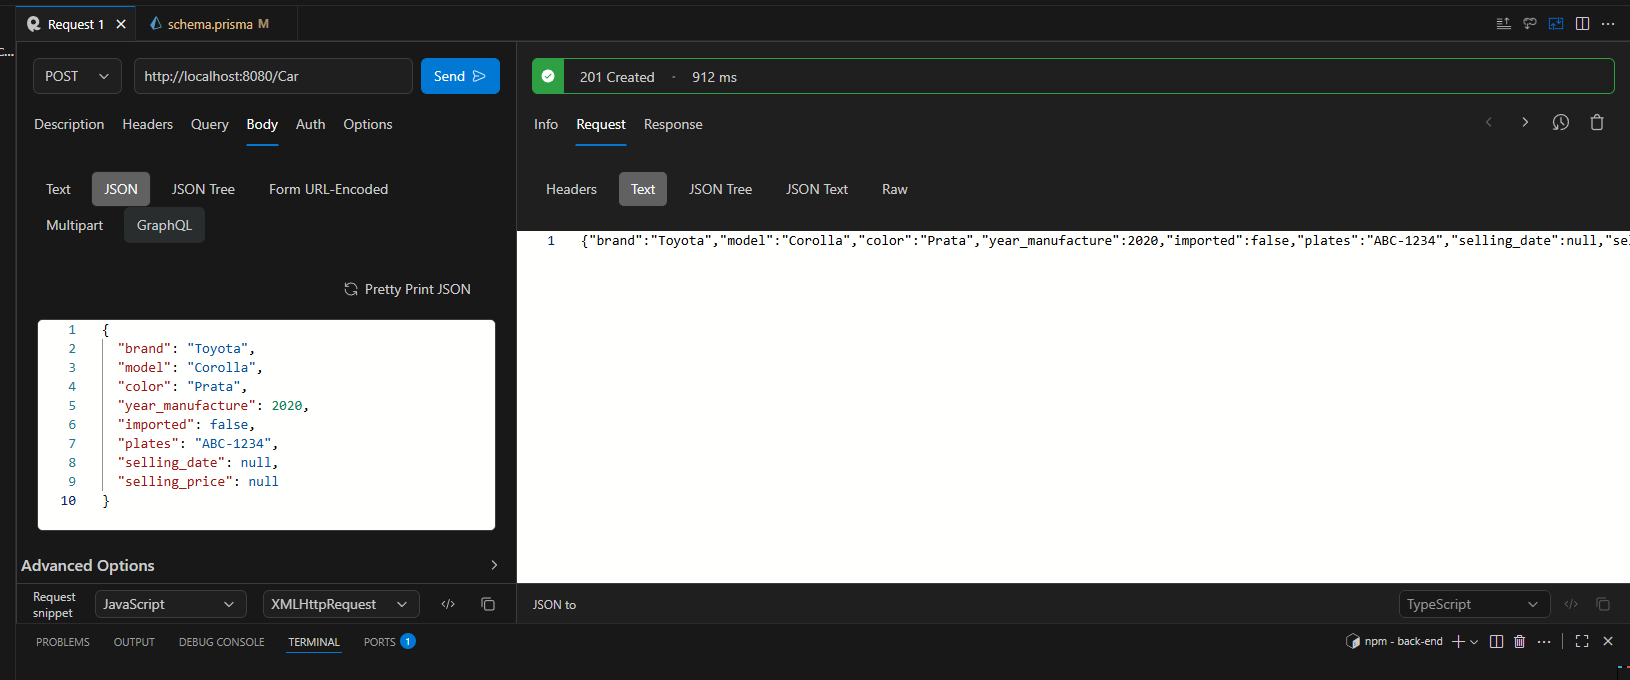 Request 1
schema.prisma M
c...
POST
http://localhost:8080/Car
Send
201 Created · 912 ms
Description Headers Query Body Auth Options
Info Request Response
Text JSON JSON Tree Form URL-Encoded
Multipart GraphQL
Headers Text JSON Tree JSON Text Raw
1 {"brand":"Toyota","model":"Corolla","color":"Prata","year_manufacture":2020,"imported":false,"plates":"ABC-1234","selling_date":null,"sel
Pretty Print JSON
1 {
2 "brand": "Toyota",
3 "model": "Corolla",
4 "color": "Prata",
5 "year_manufacture": 2020,
6 "imported": false,
7 "plates": "ABC-1234",
8 "selling_date": null,
9 "selling_price": null
10 }
Advanced Options
Request
snippet
JavaScript
XMLHttpRequest
JSON to
TypeScript
PROBLEMS OUTPUT DEBUG CONSOLE TERMINAL PORTS 1
npm - back-end